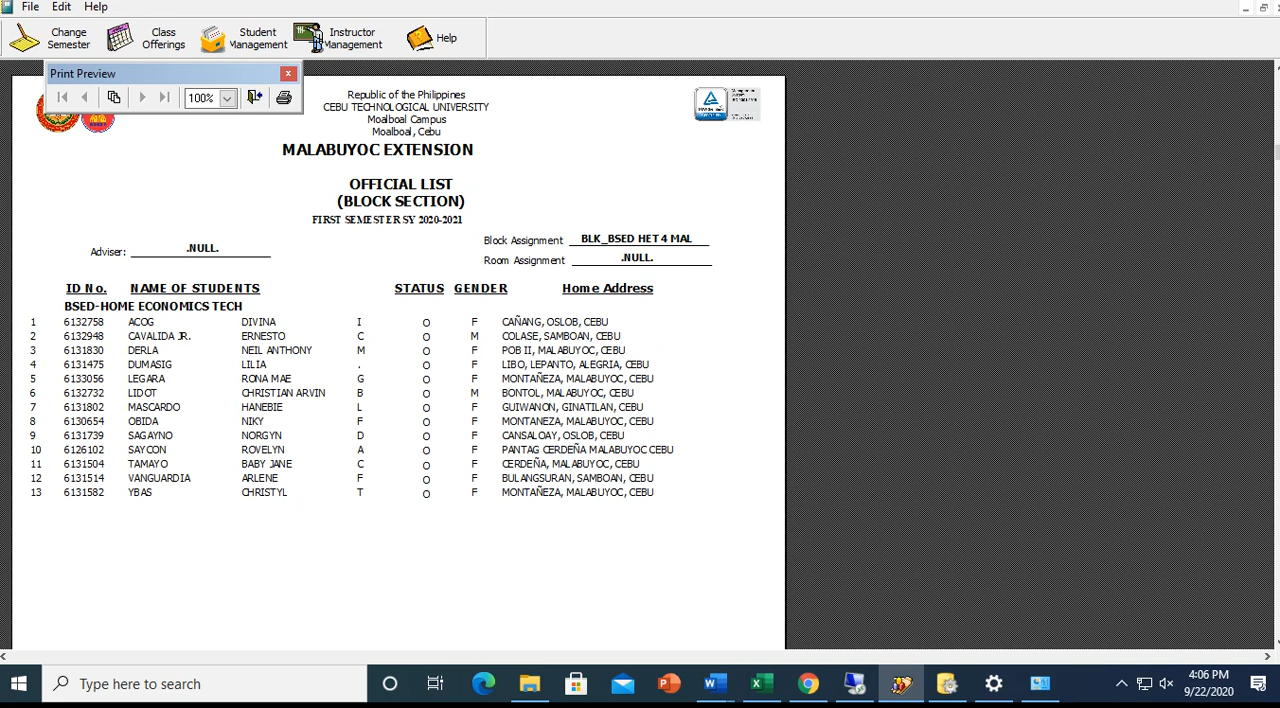 File Edit Help
Change Semester Class Offerings Student Management Instructor Management Help
Print Preview
100%
Republic of the Philippines
CEBU TECHNOLOGICAL UNIVERSITY
Moalboal Campus
Moalboal, Cebu
MALABUYOC EXTENSION
OFFICIAL LIST
(BLOCK SECTION)
FIRST SEMESTER SY 2020-2021
Adviser: .NULL.
Block Assignment BLK_BSED HET 4 MAL
Room Assignment .NULL.
ID No. NAME OF STUDENTS STATUS GENDER Home Address
BSED-HOME ECONOMICS TECH
1 6132758 ACOG DIVINA I O F CAÑANG, OSLOB, CEBU
2 6132948 CAVALIDA JR. ERNESTO C O M COLASE, SAMBOAN, CEBU
3 6131830 DERLA NEIL ANTHONY M O F POB II, MALABUYOC, CEBU
4 6131475 DUMASIG LILIA . O F LIBO, LEPANTO, ALEGRIA, CEBU
5 6133056 LEGARA RONA MAE G O F MONTAÑEZA, MALABUYOC, CEBU
6 6132732 LIDOT CHRISTIAN ARVIN B O M BONTOL, MALABUYOC, CEBU
7 6131802 MASCARDO HANEBIE L O F GUIWANON, GINATILAN, CEBU
8 6130654 OBIDA NIKY F O F MONTANEZA, MALABUYOC, CEBU
9 6131739 SAGAYNO NORGYN D O F CANSALOAY, OSLOB, CEBU
10 6126102 SAYCON ROVELYN A O F PANTAG CERDEÑA MALABUYOC CEBU
11 6131504 TAMAYO BABY JANE C O F CERDEÑA, MALABUYOC, CEBU
12 6131514 VANGUARDIA ARLENE F O F BULANGSURAN, SAMBOAN, CEBU
13 6131582 YBAS CHRISTYL T O F MONTAÑEZA, MALABUYOC, CEBU
Type here to search
4:06 PM
9/22/2020